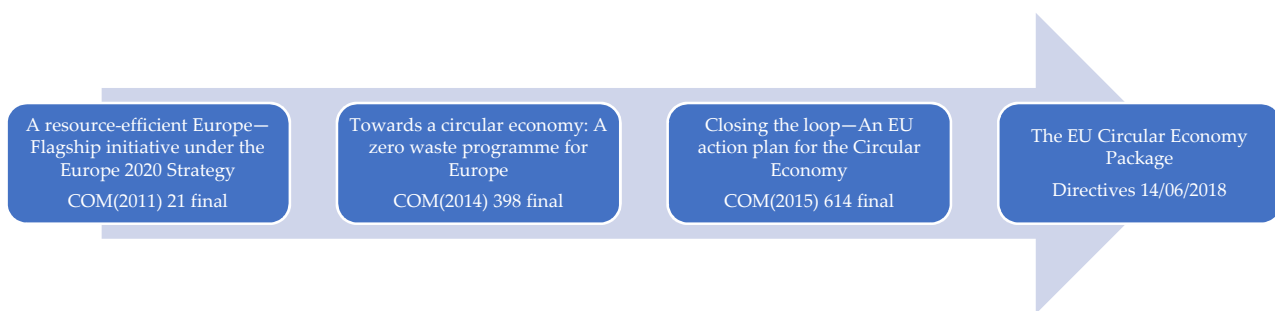 A resource-efficient Europe—
Flagship initiative under the
Europe 2020 Strategy
COM(2011) 21 final
Towards a circular economy: A
zero waste programme for
Europe
COM(2014) 398 final
Closing the loop—An EU
action plan for the Circular
Economy
COM(2015) 614 final
The EU Circular Economy
Package
Directives 14/06/2018